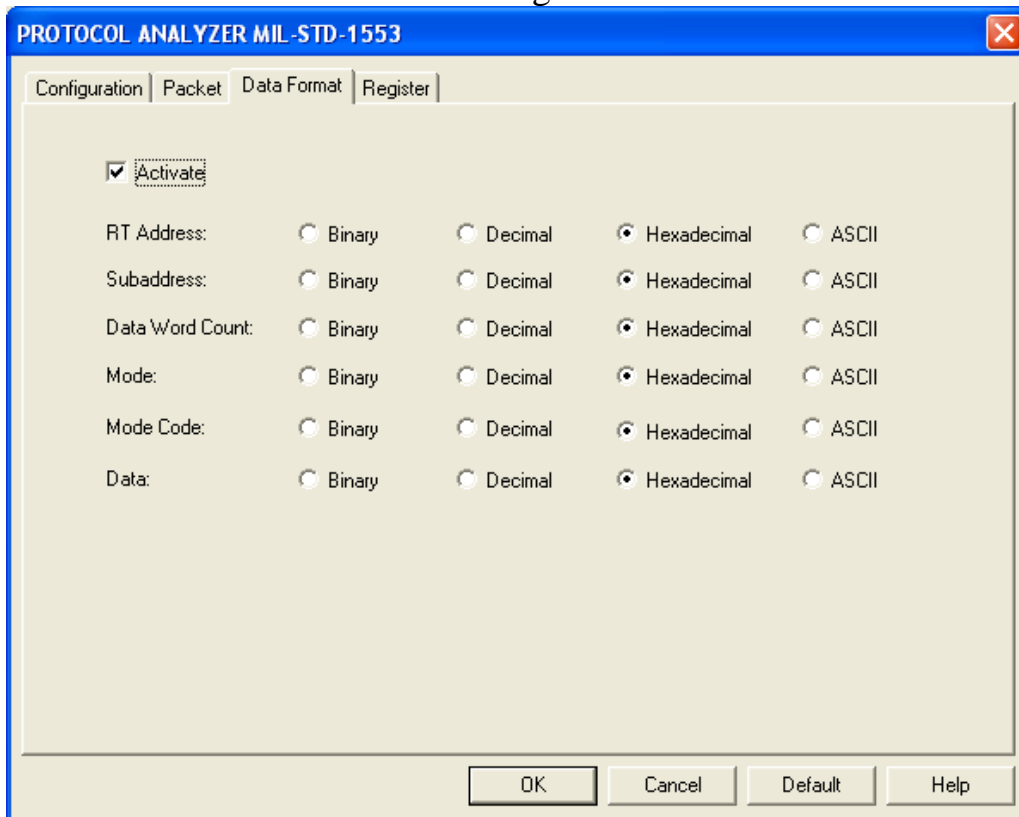 PROTOCOL ANALYZER MIL-STD-1553
Configuration Packet Data Format Register
Activate
RT Address: Binary Decimal Hexadecimal ASCII
Subaddress: Binary Decimal Hexadecimal ASCII
Data Word Count: Binary Decimal Hexadecimal ASCII
Mode: Binary Decimal Hexadecimal ASCII
Mode Code: Binary Decimal Hexadecimal ASCII
Data: Binary Decimal Hexadecimal ASCII
OK Cancel Default Help